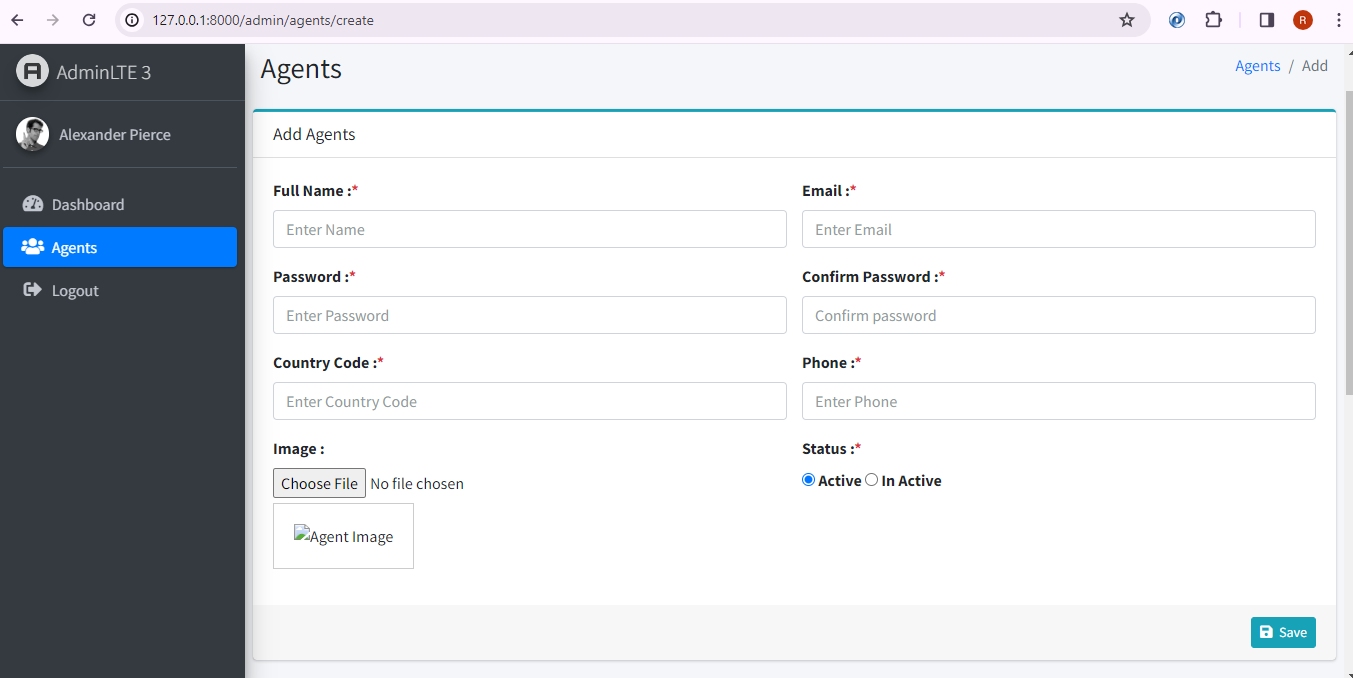 127.0.0.1:8000/admin/agents/create
R
AdminLTE 3
Alexander Pierce
Dashboard
Agents
Logout
Agents
Agents / Add
Add Agents
Full Name :*
Email :*
Enter Name
Enter Email
Password :*
Confirm Password :*
Enter Password
Confirm password
Country Code :*
Phone :*
Enter Country Code
Enter Phone
Image :
Status :*
Choose File No file chosen
Active In Active
Agent Image
Save